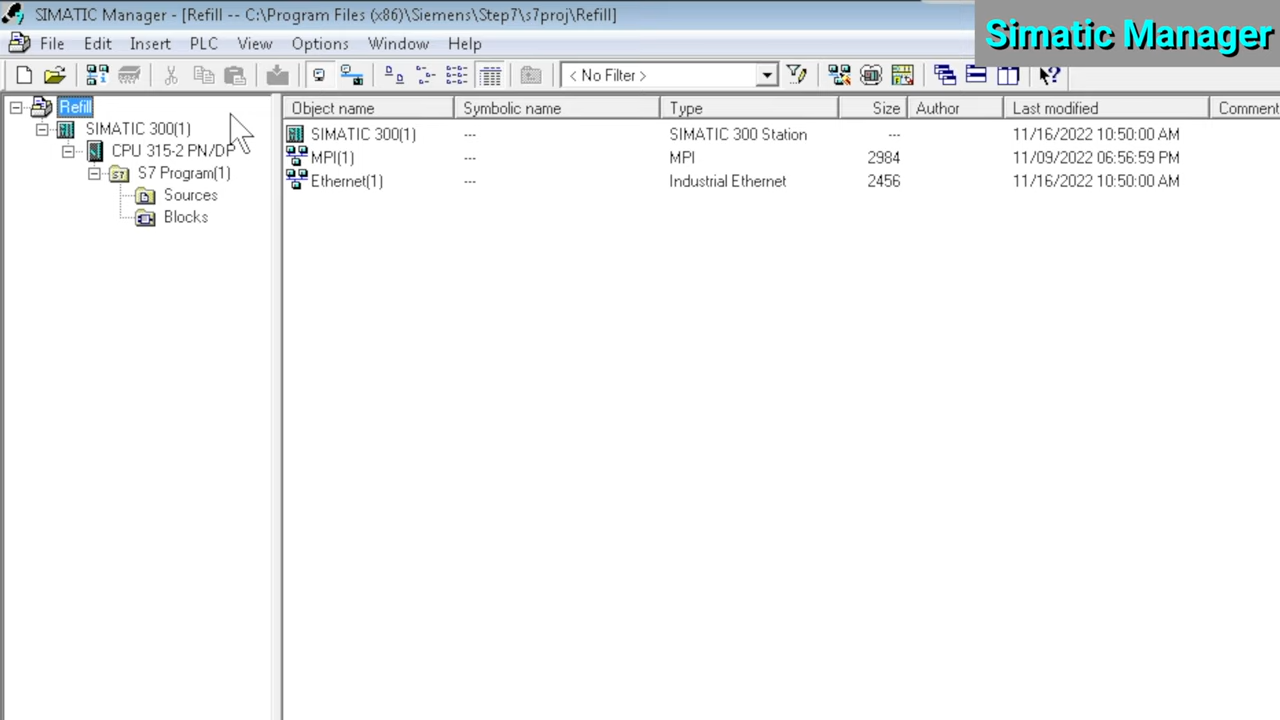 SIMATIC Manager - [Refill -- C:\Program Files (x86)\Siemens\Step7\s7proj\Refill]
Simatic Manager
File Edit Insert PLC View Options Window Help
< No Filter >
Refill
SIMATIC 300(1)
CPU 315-2 PN/DP
S7 Program(1)
Sources
Blocks
Object name Symbolic name Type Size Author Last modified Comment
SIMATIC 300(1) --- SIMATIC 300 Station --- 11/16/2022 10:50:00 AM
MPI(1) --- MPI 2984 11/09/2022 06:56:59 PM
Ethernet(1) --- Industrial Ethernet 2456 11/16/2022 10:50:00 AM